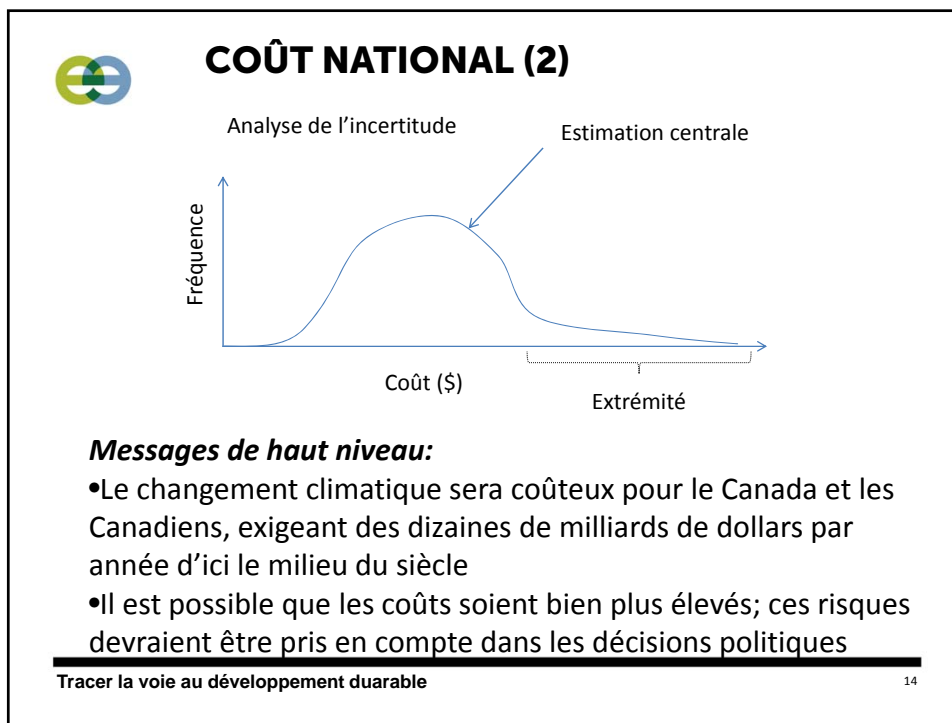 COÛT NATIONAL (2)
Analyse de l’incertitude
Estimation centrale
Fréquence
Coût ($)
Extrémité
Messages de haut niveau:
•Le changement climatique sera coûteux pour le Canada et les
Canadiens, exigeant des dizaines de milliards de dollars par
année d’ici le milieu du siècle
•Il est possible que les coûts soient bien plus élevés; ces risques
devraient être pris en compte dans les décisions politiques
Tracer la voie au développement duarable
14